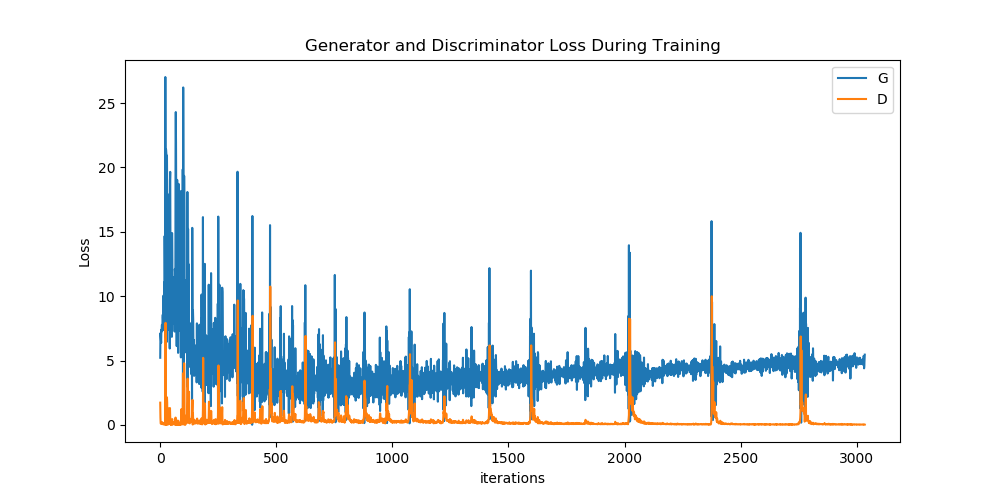 Generator and Discriminator Loss During Training
G
D
25
20
15
10
5
0
Loss
0 500 1000 1500 2000 2500 3000
iterations